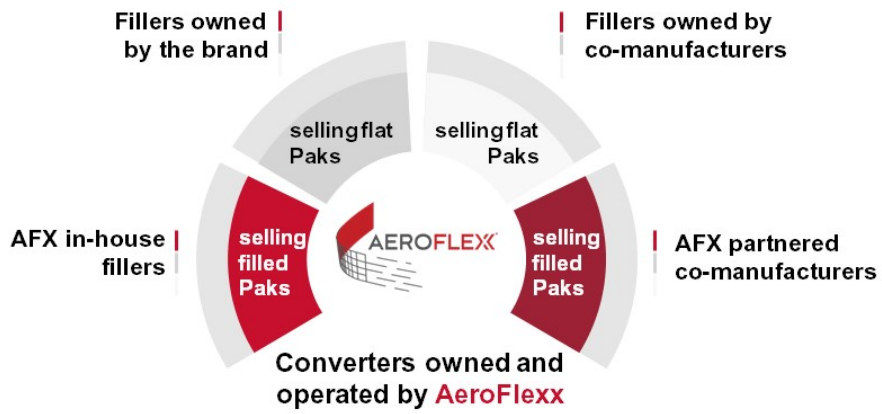 Fillers owned
by the brand
Fillers owned by
co-manufacturers
selling flat
Paks
selling flat
Paks
AFX in-house
fillers
selling
filled
Paks
AEROFLEXX
selling
filled
Paks
AFX partnered
co-manufacturers
Converters owned and
operated by AeroFlexx